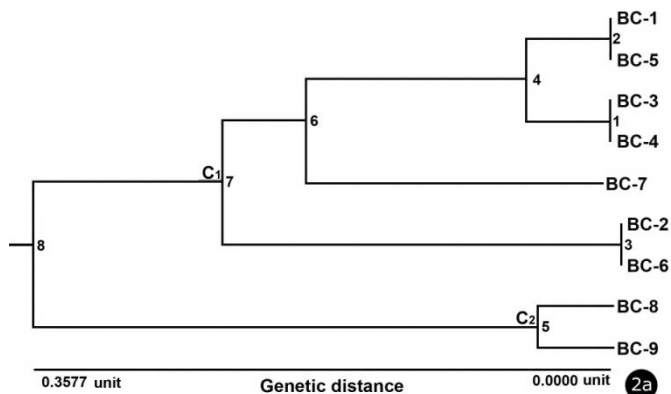 BC-1
2
BC-5
4
BC-3
6
1
BC-4
C1
7
BC-7
BC-2
8
3
BC-6
BC-8
C2
5
BC-9
0.3577 unit
Genetic distance
0.0000 unit
2a